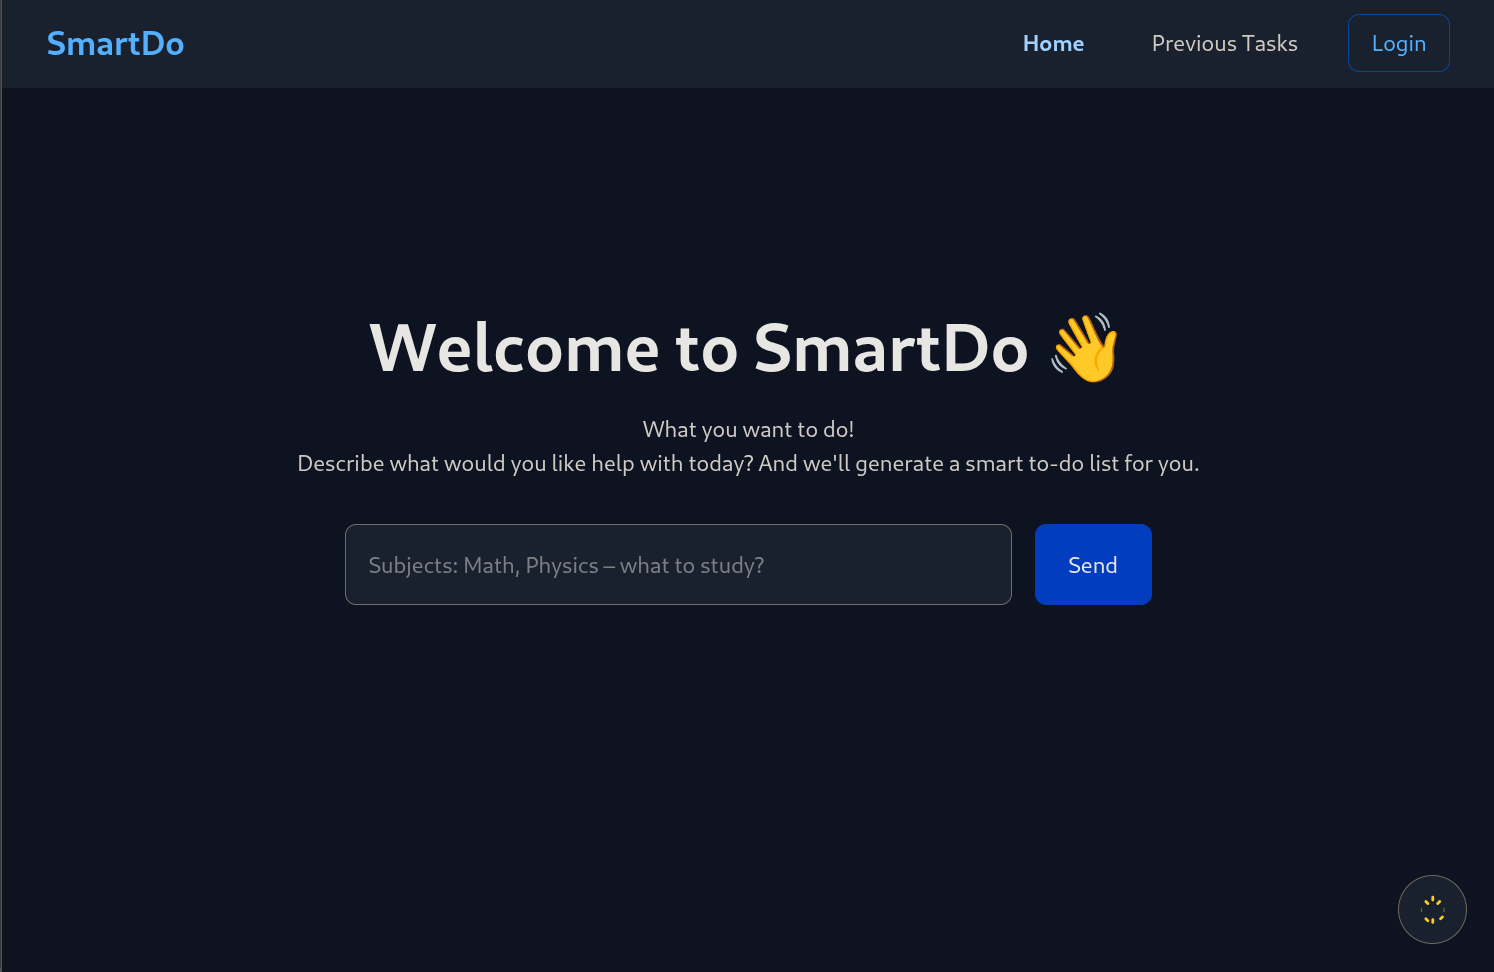 SmartDo
Home
Previous Tasks
Login
Welcome to SmartDo 👋
What you want to do!
Describe what would you like help with today? And we'll generate a smart to-do list for you.
Subjects: Math, Physics – what to study?
Send